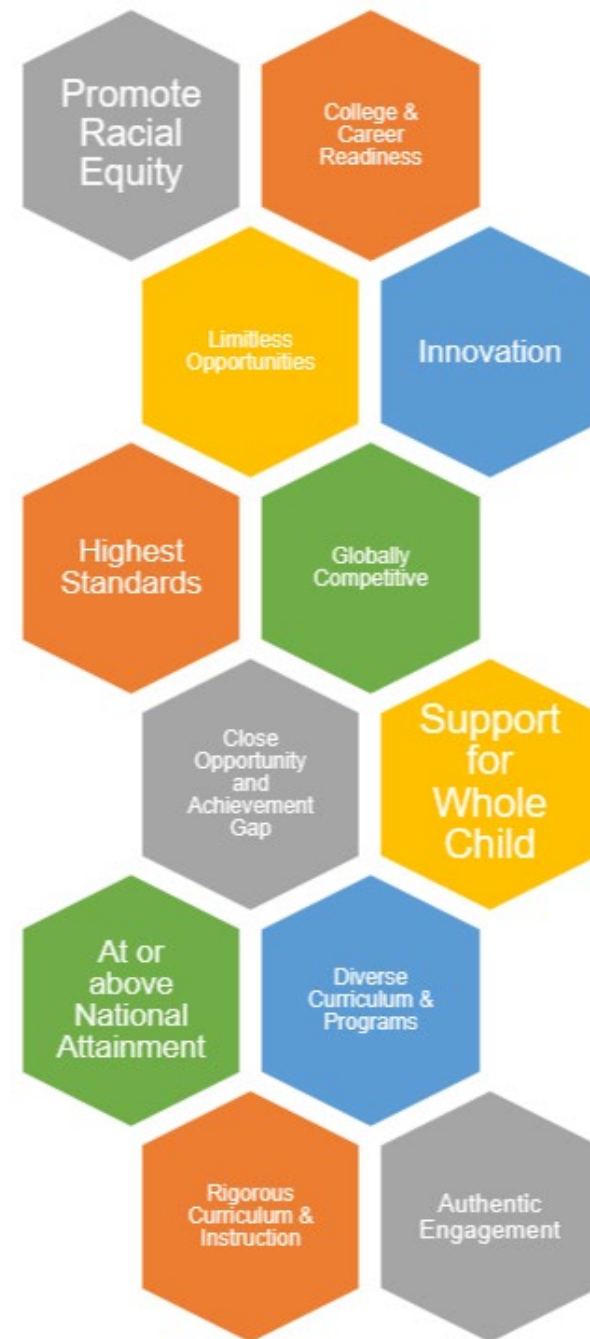 Promote
Racial
Equity
College &
Career
Readiness
Limitless
Opportunities
Innovation
Highest
Standards
Globally
Competitive
Close
Opportunity
and
Achievement
Gap
Support
for
Whole
Child
At or
above
National
Attainment
Diverse
Curriculum &
Programs
Rigorous
Curriculum &
Instruction
Authentic
Engagement